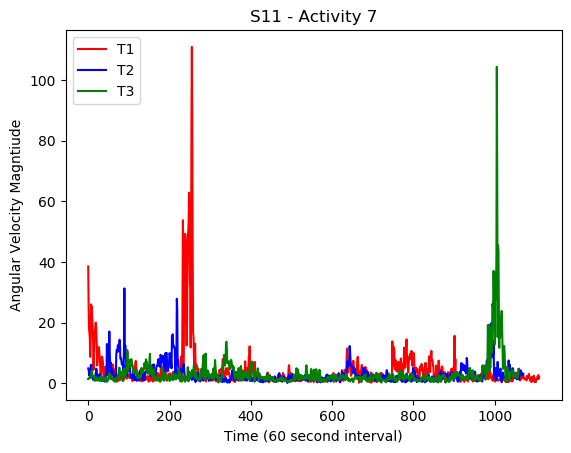 S11 - Activity 7
T1
T2
T3
100
80
60
40
20
0
Angular Velocity Magntiude
0 200 400 600 800 1000
Time (60 second interval)